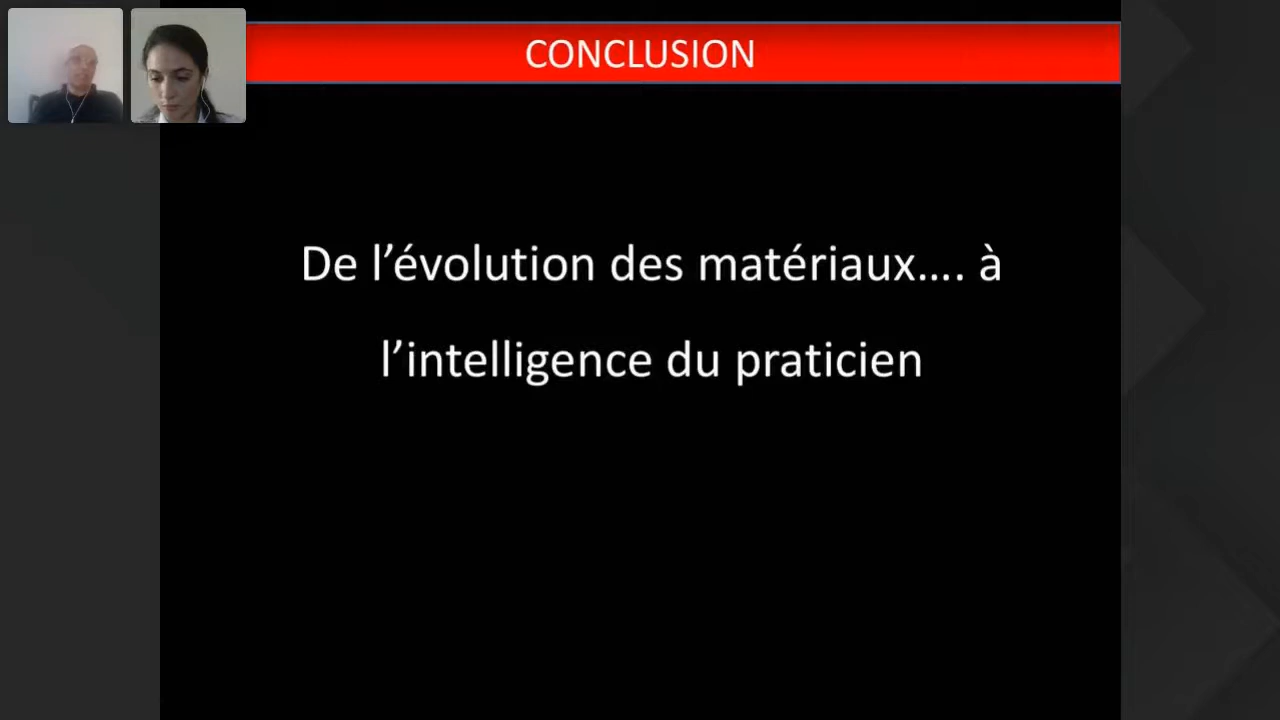 CONCLUSION
De l’évolution des matériaux…. à
l’intelligence du praticien